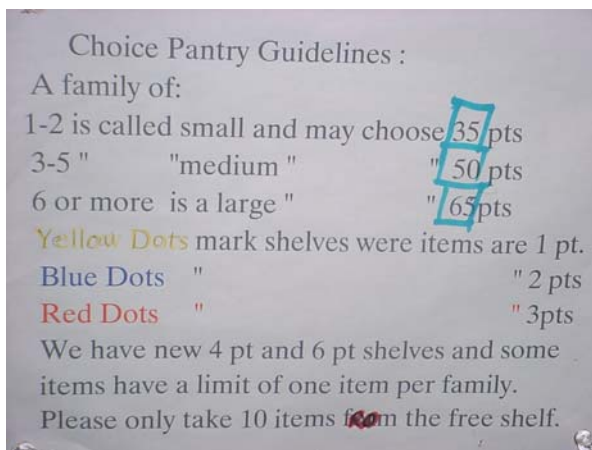 Choice Pantry Guidelines :
A family of:
1-2 is called small and may choose 35 pts
3-5 " "medium " " 50 pts
6 or more is a large " " 65pts
Yellow Dots mark shelves were items are 1 pt.
Blue Dots " " 2 pts
Red Dots " " 3pts
We have new 4 pt and 6 pt shelves and some
items have a limit of one item per family.
Please only take 10 items from the free shelf.